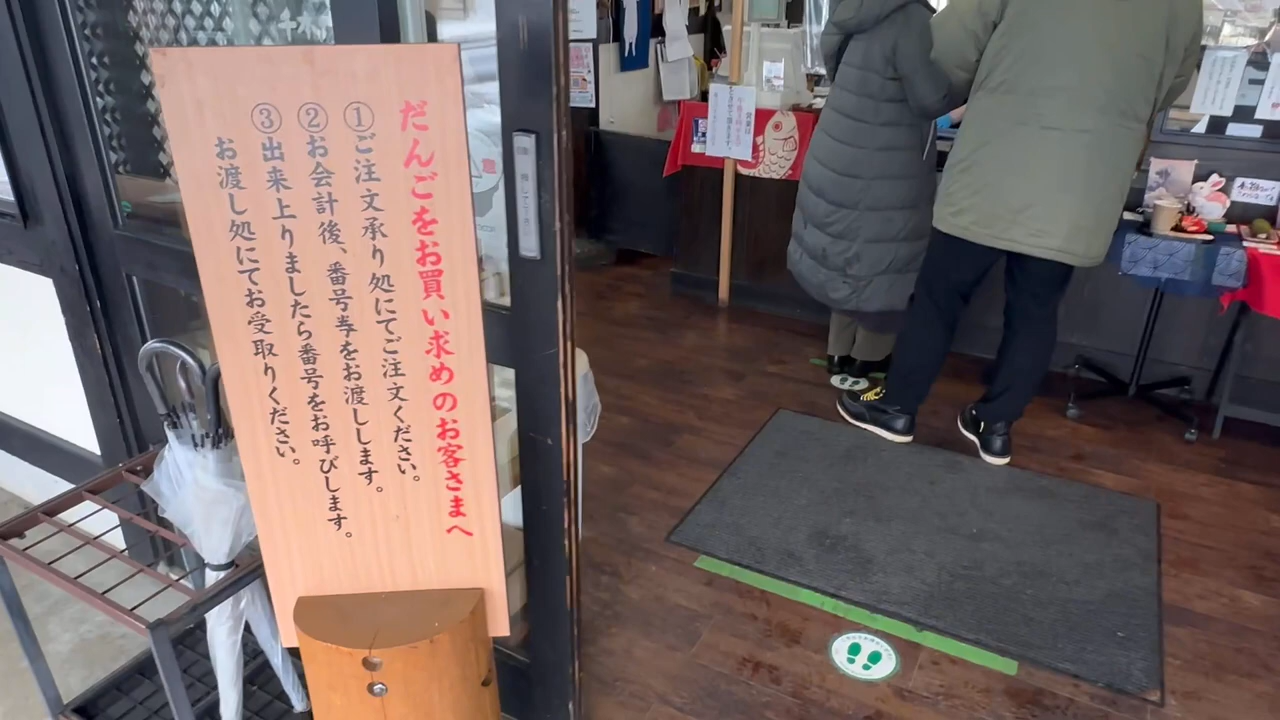 だんごをお買い求めのお客さまへ
①ご注文承り処にてご注文ください。
②お会計後、番号券をお渡しします。
③出来上りましたら番号をお呼びします。
お渡し処にてお受取りください。